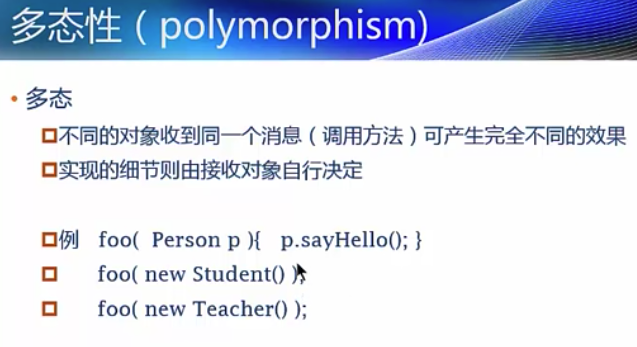 多态性（polymorphism)
• 多态
不同的对象收到同一个消息（调用方法）可产生完全不同的效果
实现的细节则由接收对象自行决定
例 foo( Person p ){ p.sayHello(); }
foo( new Student() );
foo( new Teacher() );